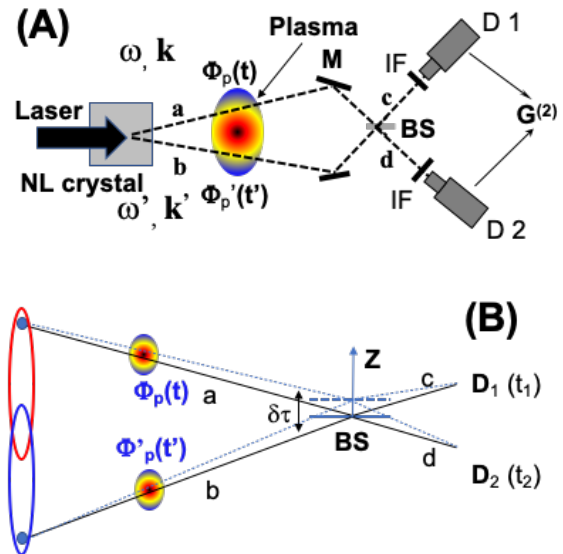 (A)
ω, k
Plasma
Φp(t)
M
D 1
IF
Laser
a
c
G(2)
BS
b
d
NL crystal
Φp'(t')
ω', k'
IF
D 2
(B)
Z
Φp(t)
a
c
D1 (t1)
δτ
Φ'p(t')
BS
b
d
D2 (t2)